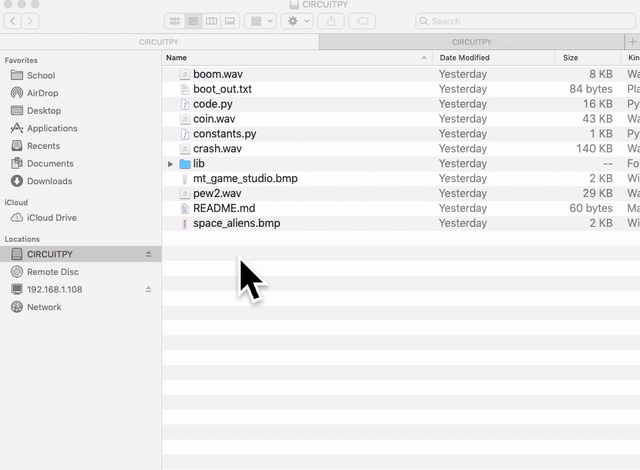 CIRCUITPY
Search
CIRCUITPY CIRCUITPY
Favorites
School
AirDrop
Desktop
Applications
Recents
Documents
Downloads
iCloud
iCloud Drive
Locations
CIRCUITPY
Remote Disc
192.168.1.108
Network
Name Date Modified Size Kin
boom.wav Yesterday 8 KB Wa
boot_out.txt Yesterday 84 bytes Pla
code.py Yesterday 16 KB Py
coin.wav Yesterday 43 KB Wa
constants.py Yesterday 1 KB Py
crash.wav Yesterday 140 KB Wa
lib Yesterday -- Fo
mt_game_studio.bmp Yesterday 2 KB Wi
pew2.wav Yesterday 29 KB Wa
README.md Yesterday 60 bytes Ma
space_aliens.bmp Yesterday 2 KB Wi